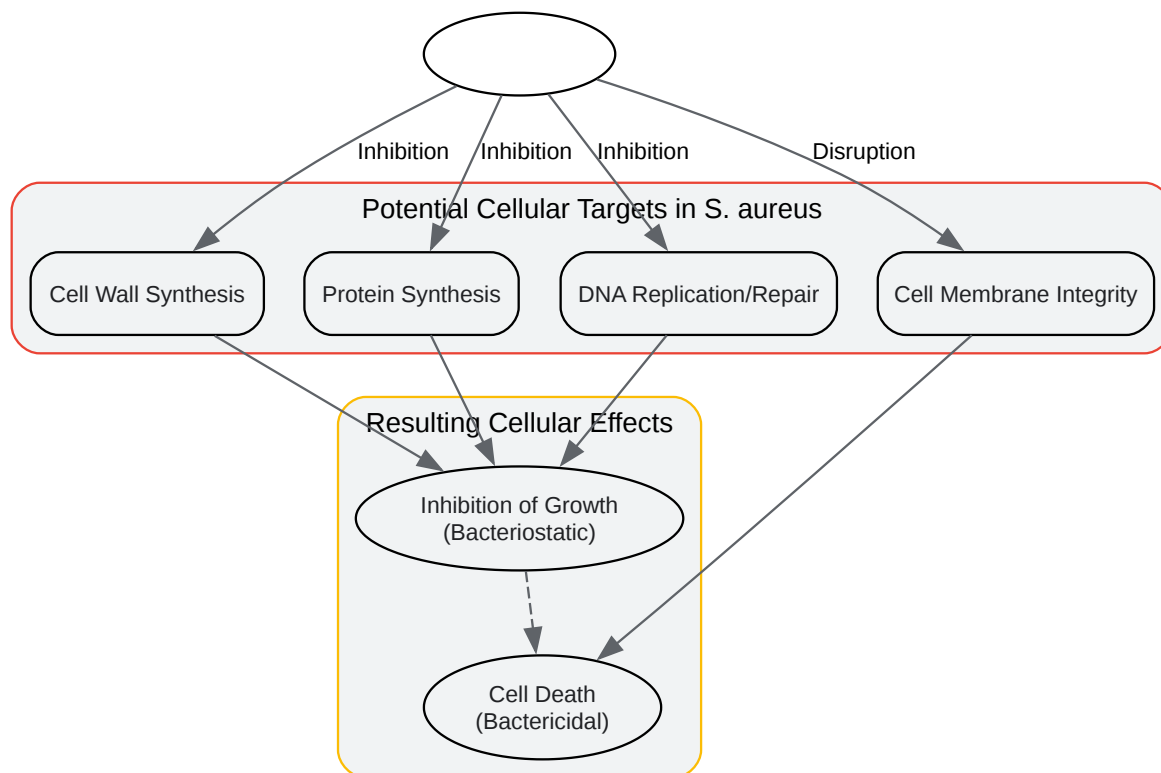 Inhibition
Inhibition
Inhibition
Disruption
Potential Cellular Targets in S. aureus
Cell Wall Synthesis
Protein Synthesis
DNA Replication/Repair
Cell Membrane Integrity
Resulting Cellular Effects
Inhibition of Growth
(Bacteriostatic)
Cell Death
(Bactericidal)